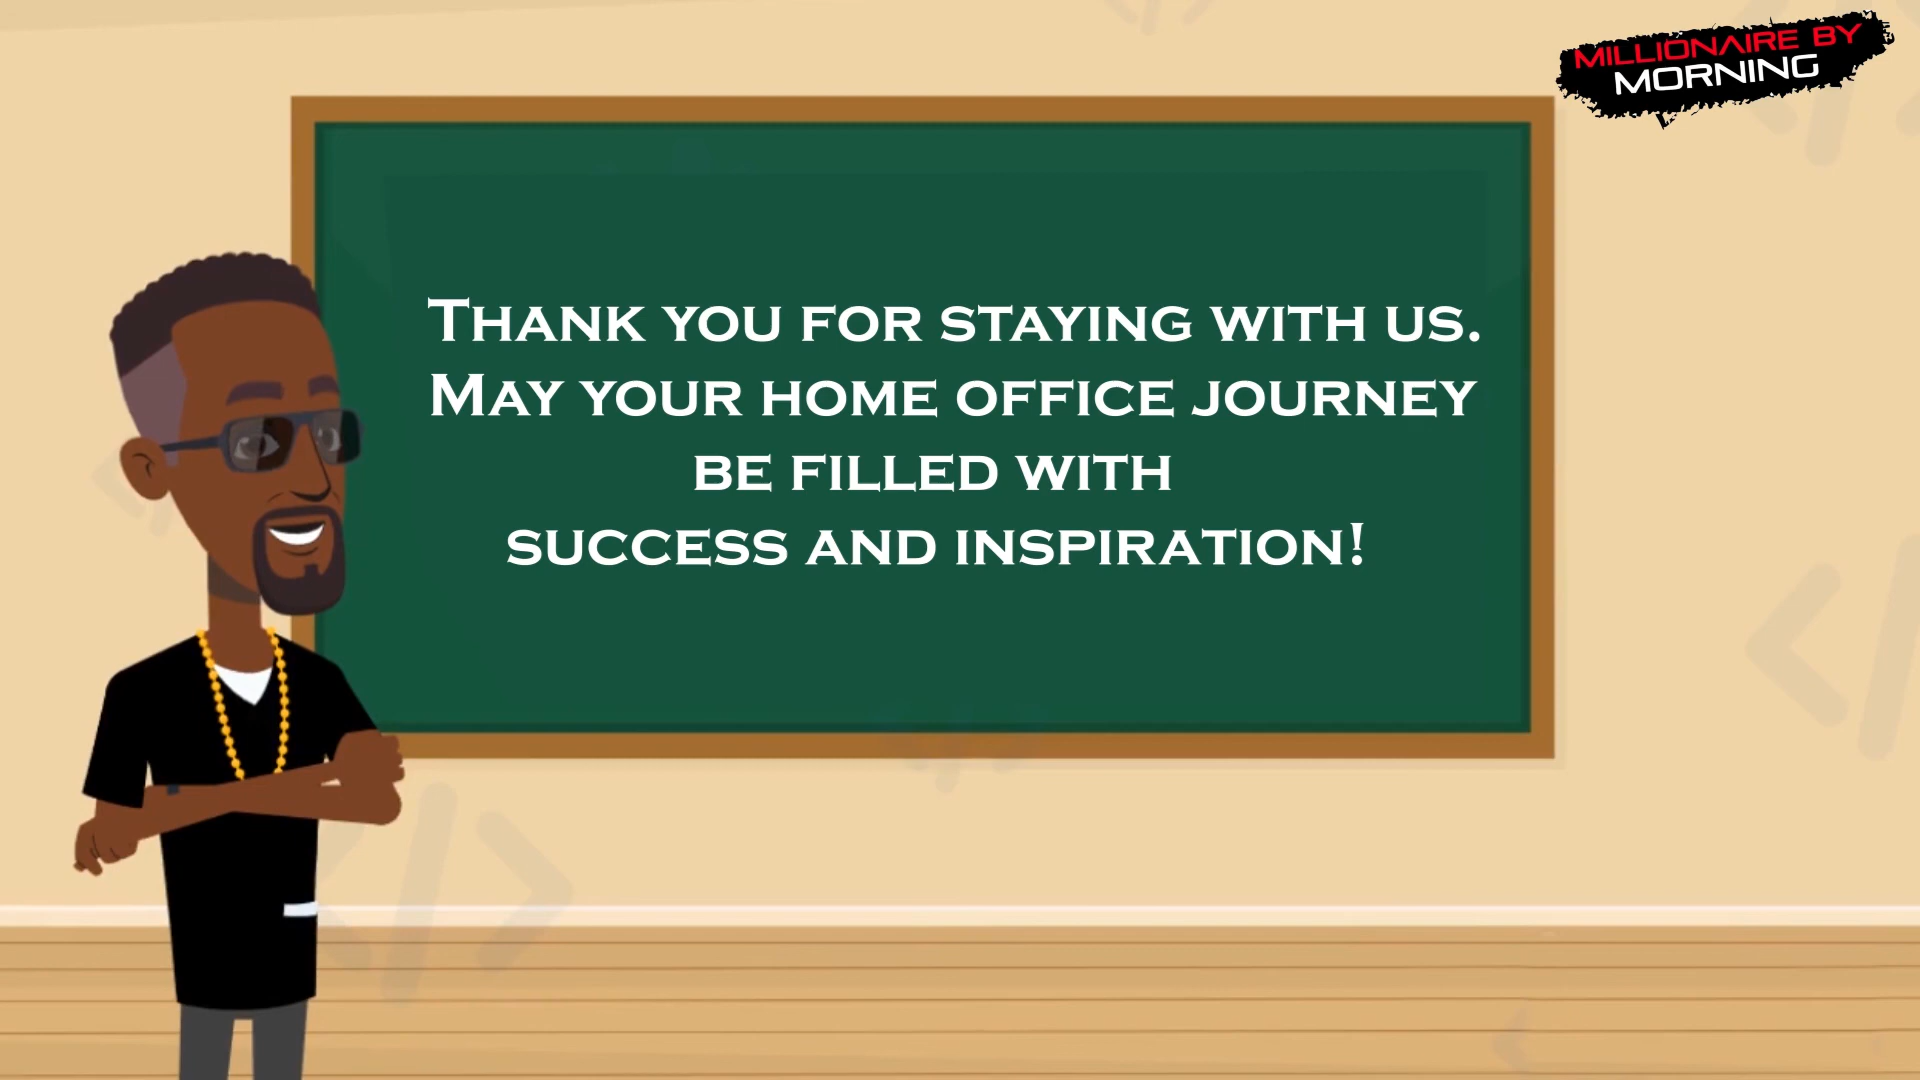 MILLIONAIRE BY
MORNING
THANK YOU FOR STAYING WITH US.
MAY YOUR HOME OFFICE JOURNEY
BE FILLED WITH
SUCCESS AND INSPIRATION!